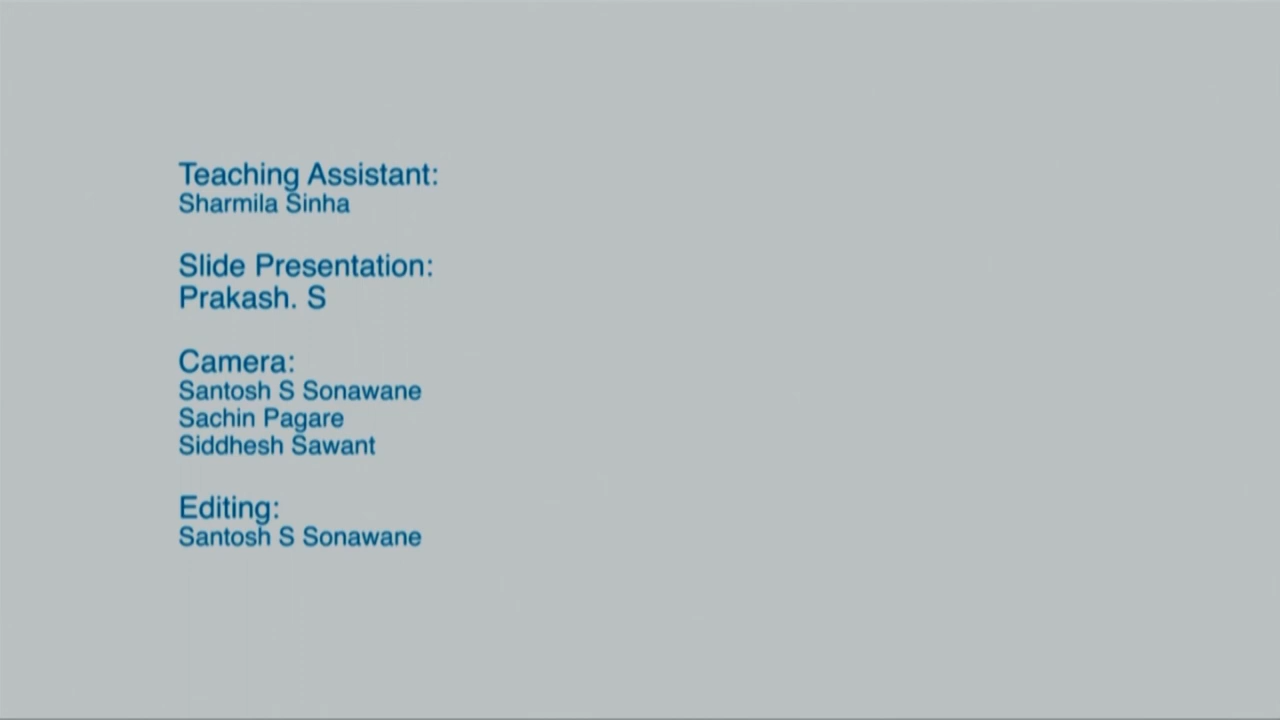 Teaching Assistant:
Sharmila Sinha
Slide Presentation:
Prakash. S
Camera:
Santosh S Sonawane
Sachin Pagare
Siddhesh Sawant
Editing:
Santosh S Sonawane